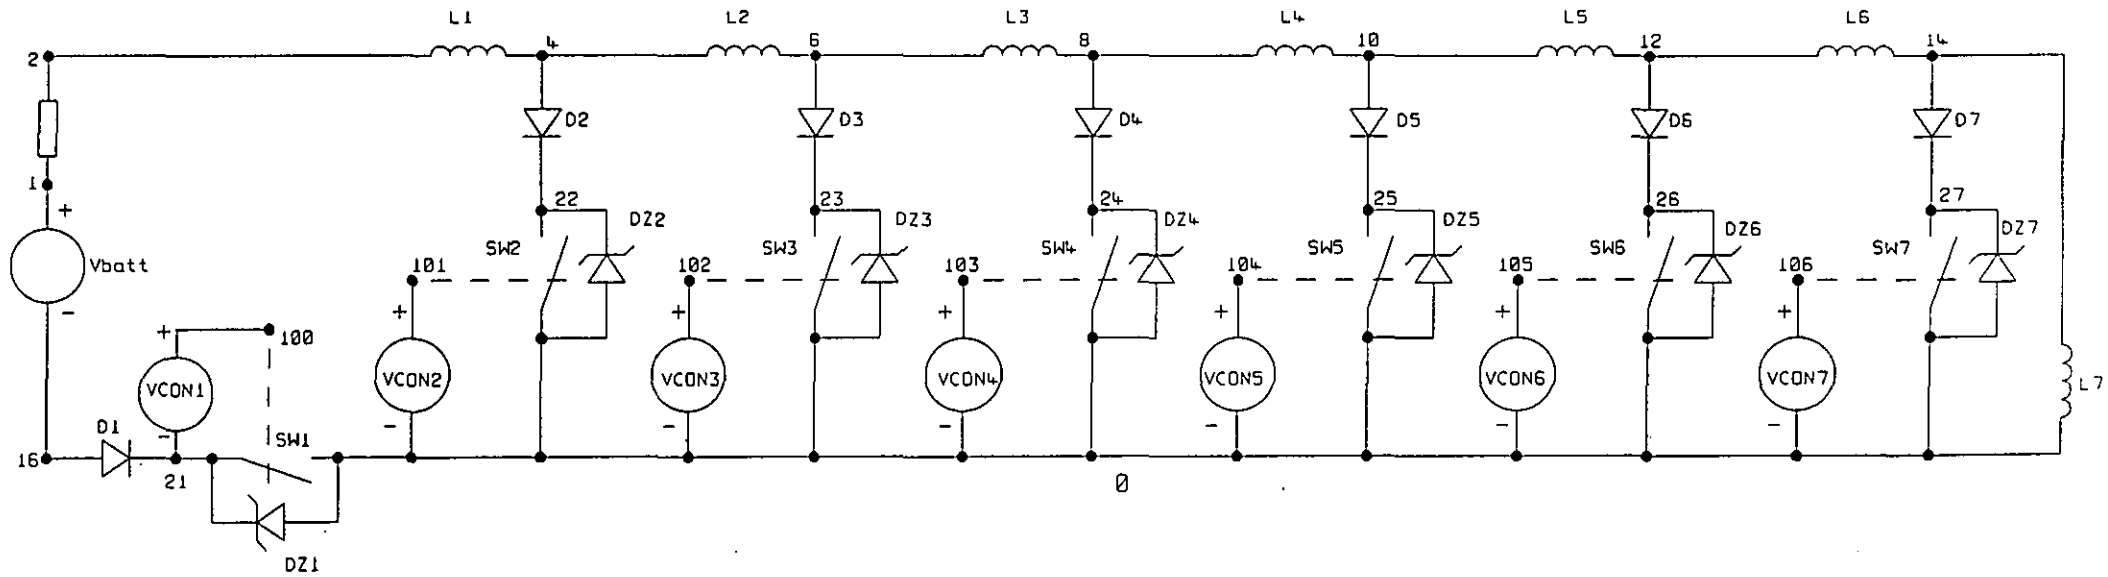 L1 L2 L3 L4 L5 L6
2 4 6 8 10 12 14
D2 D3 D4 D5 D6 D7
1
+
22 23 24 25 26 27
DZ2 DZ3 DZ4 DZ5 DZ6 DZ7
SW2 SW3 SW4 SW5 SW6 SW7
Vbatt 101 102 103 104 105 106
-
+ + + + + + +
100
VCON1 VCON2 VCON3 VCON4 VCON5 VCON6 VCON7
L7
D1 - SW1 - - - - - -
16
21 0
DZ1